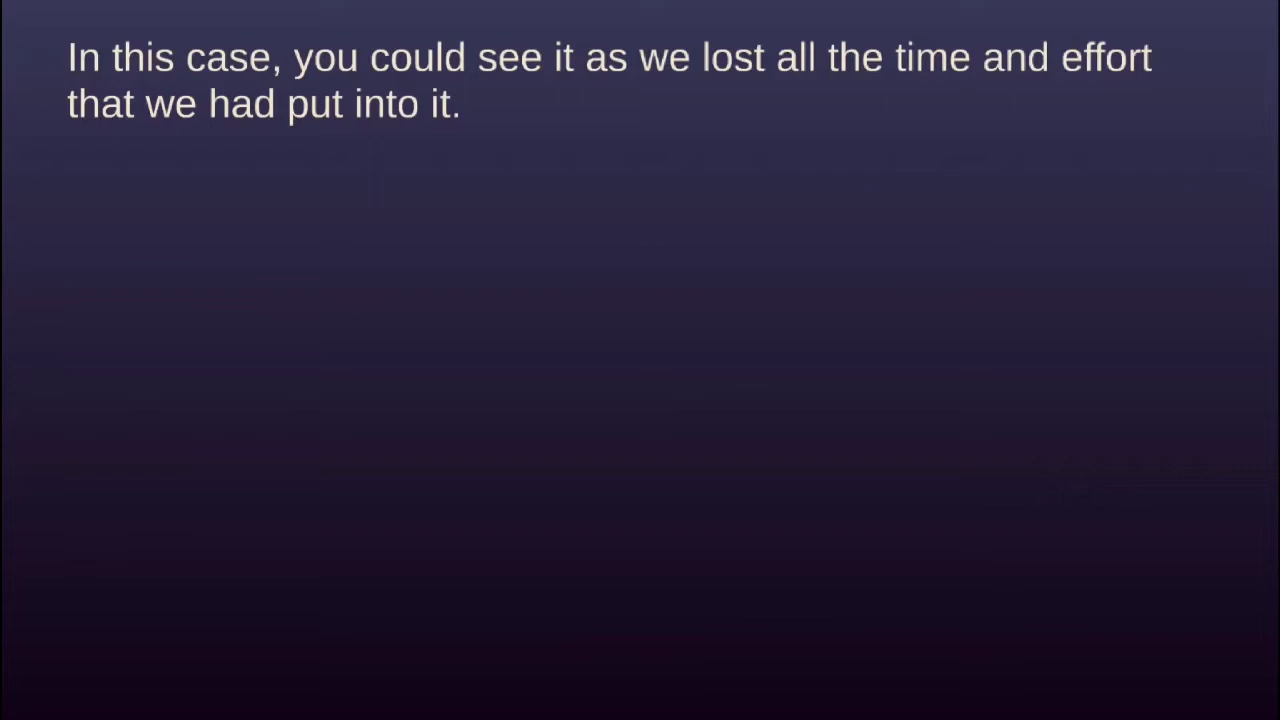 In this case, you could see it as we lost all the time and effort
that we had put into it.